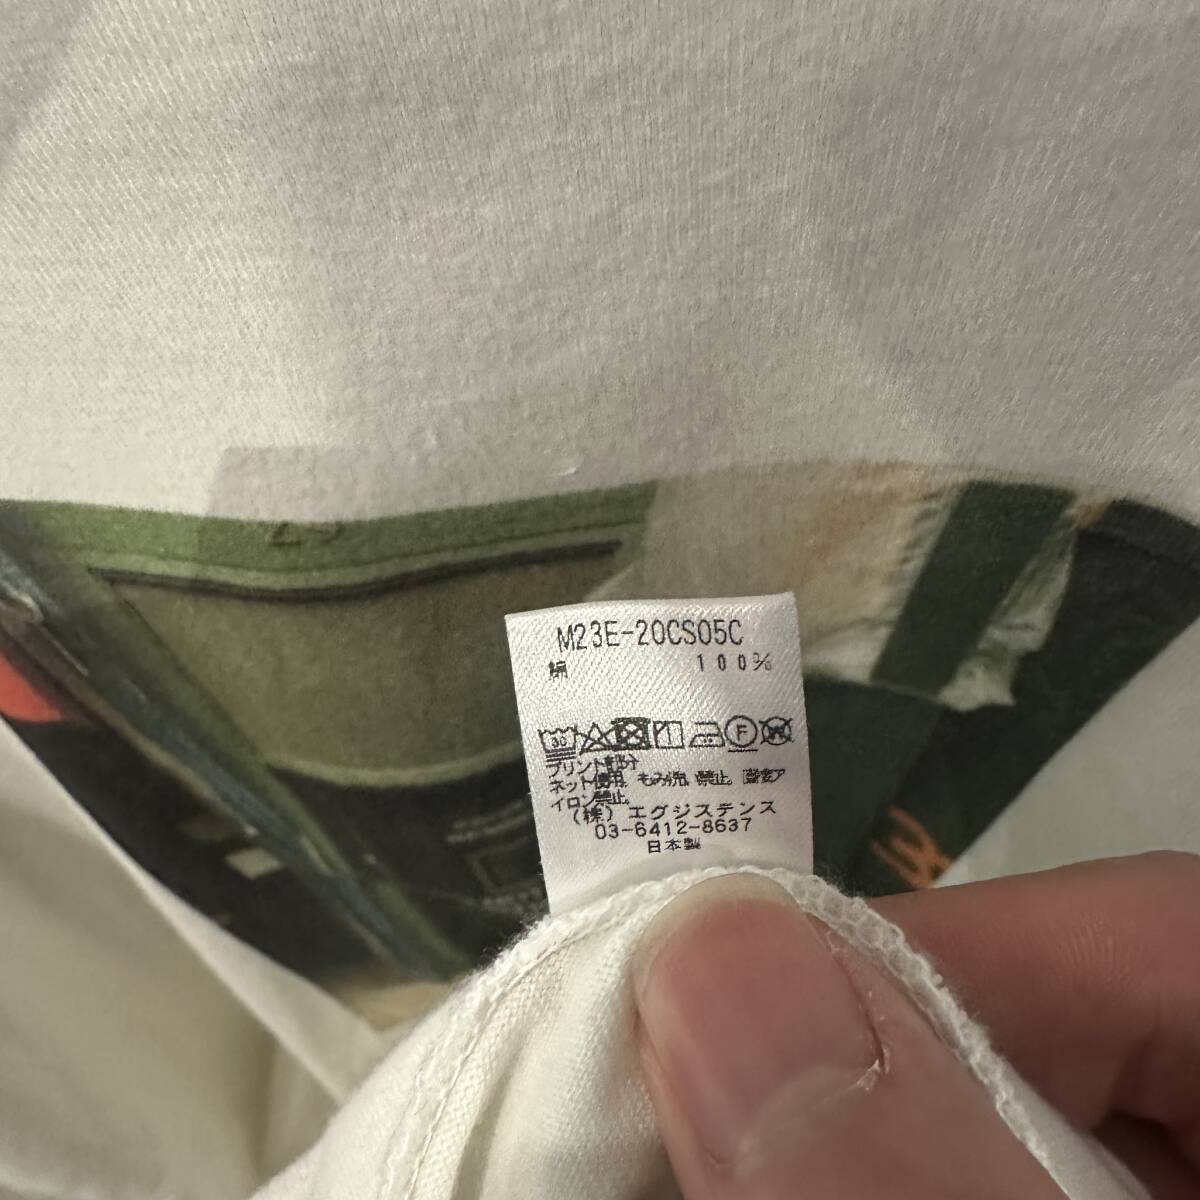 29
M23E-20CS05C
綿 100%
30 F W
プリント部分
ネット使用。もみ洗い禁止。直接ア
イロン禁止。
(株) エグジステンス
03-6412-8637
日本製